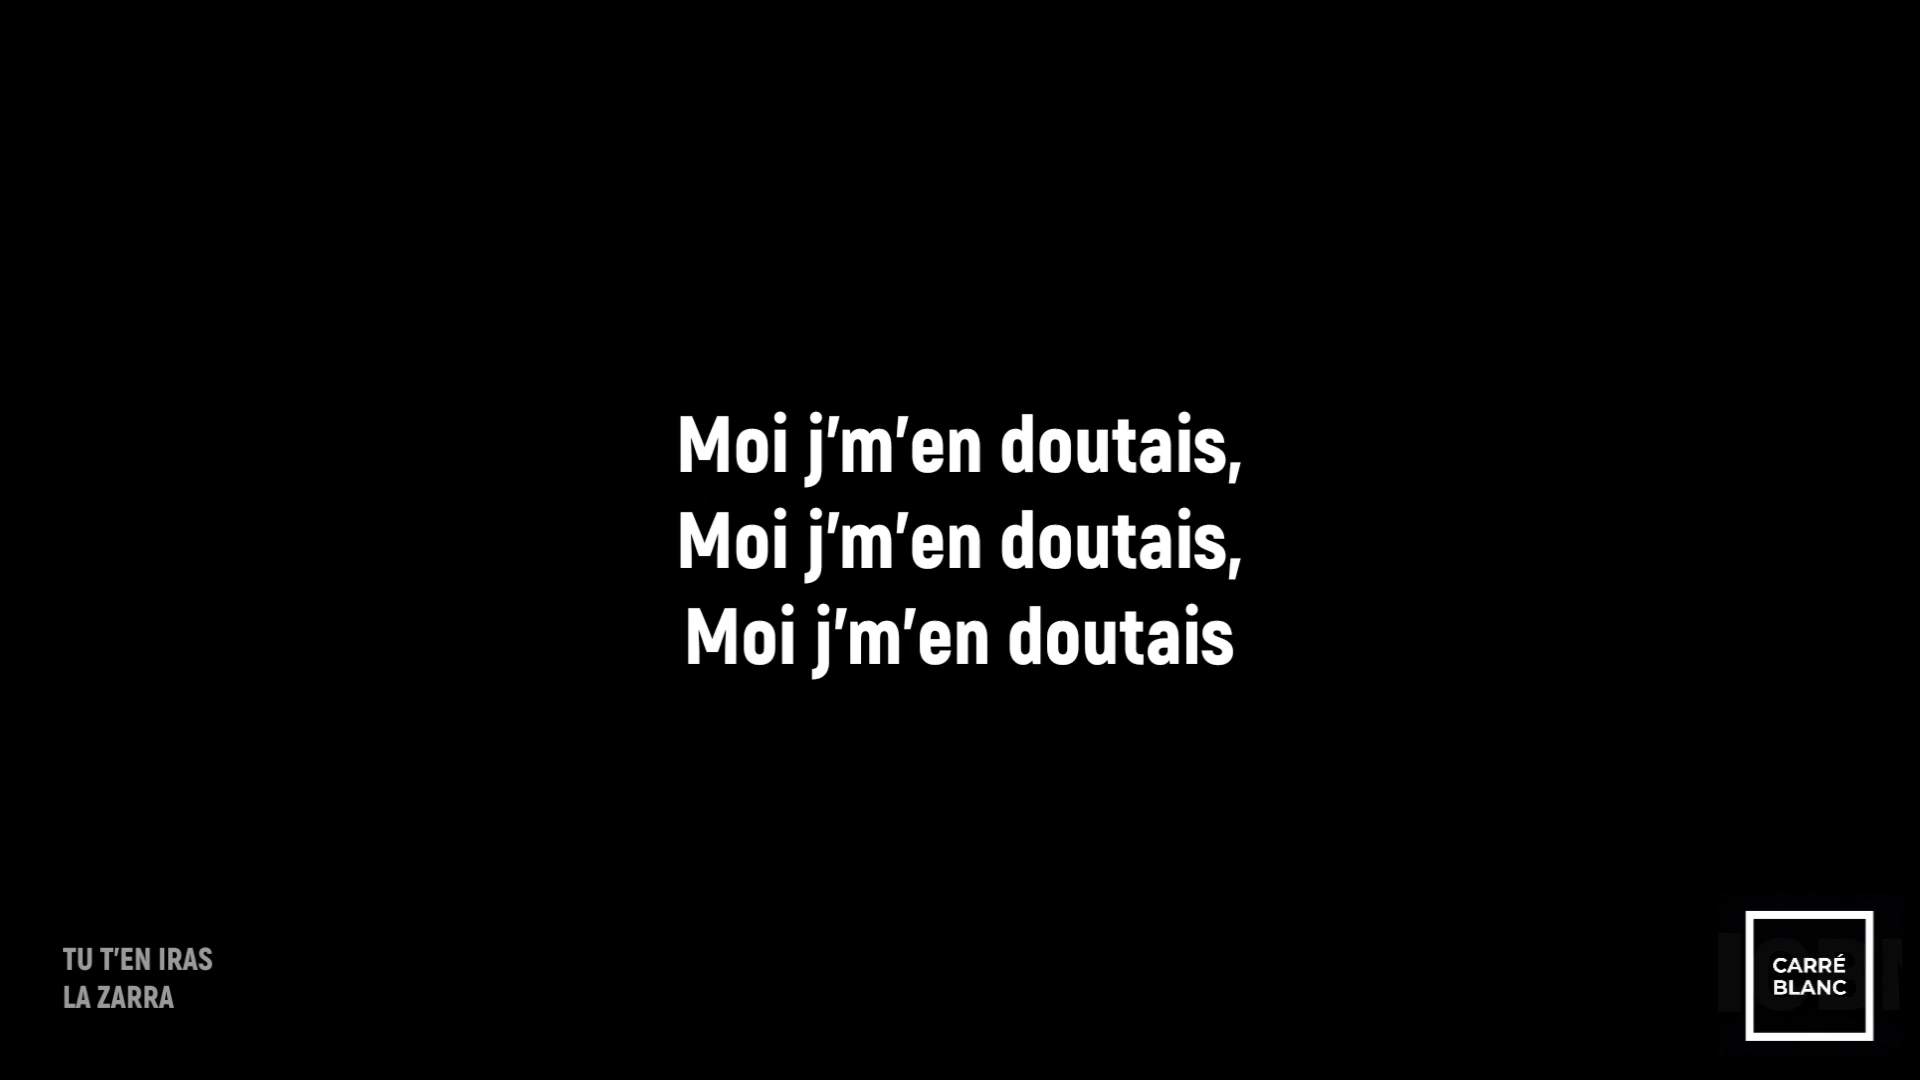 Moi j'm'en doutais,
Moi j'm'en doutais,
Moi j'm'en doutais
TU T'EN IRAS
LA ZARRA
CARRÉ
BLANC